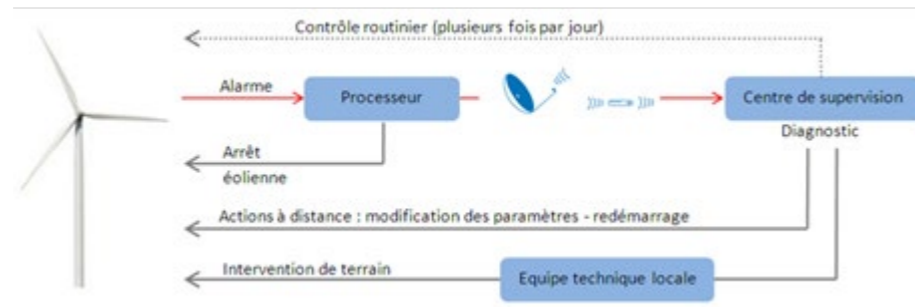 Contrôle routinier (plusieurs fois par jour)
Alarme
Processeur
Centre de supervision
Diagnostic
Arrêt
éolienne
Actions à distance : modification des paramètres - redémarrage
Intervention de terrain
Equipe technique locale